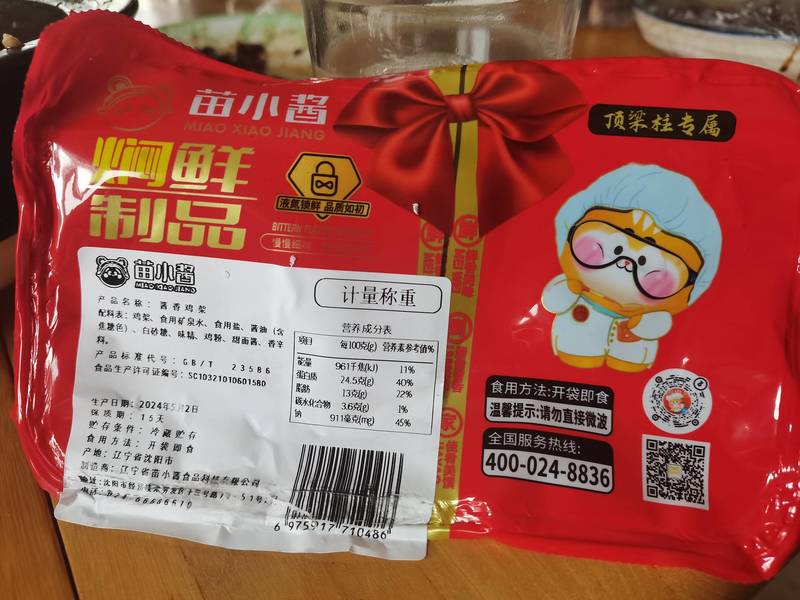 苗小酱
MIAO XIAO JIANG
焖鲜
制品
液氮锁鲜 品质如初
顶梁柱专属
苗小酱
MIAO XIAO JIANG
计量称重
产品名称：酱香鸡架
配料表：鸡架、食用矿泉水、食用盐、酱油（含
焦糖色）、白砂糖、味精、鸡粉、甜面酱、香辛
料。
产品标准代号：GB/T 23586
食品生产许可证编号：SC10321010601580
生产日期：2024年5月2日
保质期：15天
贮存条件：冷藏贮存
食用方法：开袋即食
产地：辽宁省沈阳市
制造商：辽宁省苗小酱食品科技有限公司
营养成分表
项目 每100克(g) 营养素参考值%
能量 961千焦(kJ) 11%
蛋白质 24.5克(g) 40%
脂肪 13克(g) 22%
碳水化合物 3.6克(g) 1%
钠 911毫克(mg) 45%
6 975917 710486
食用方法:开袋即食
温馨提示:请勿直接微波
全国服务热线:
400-024-8836